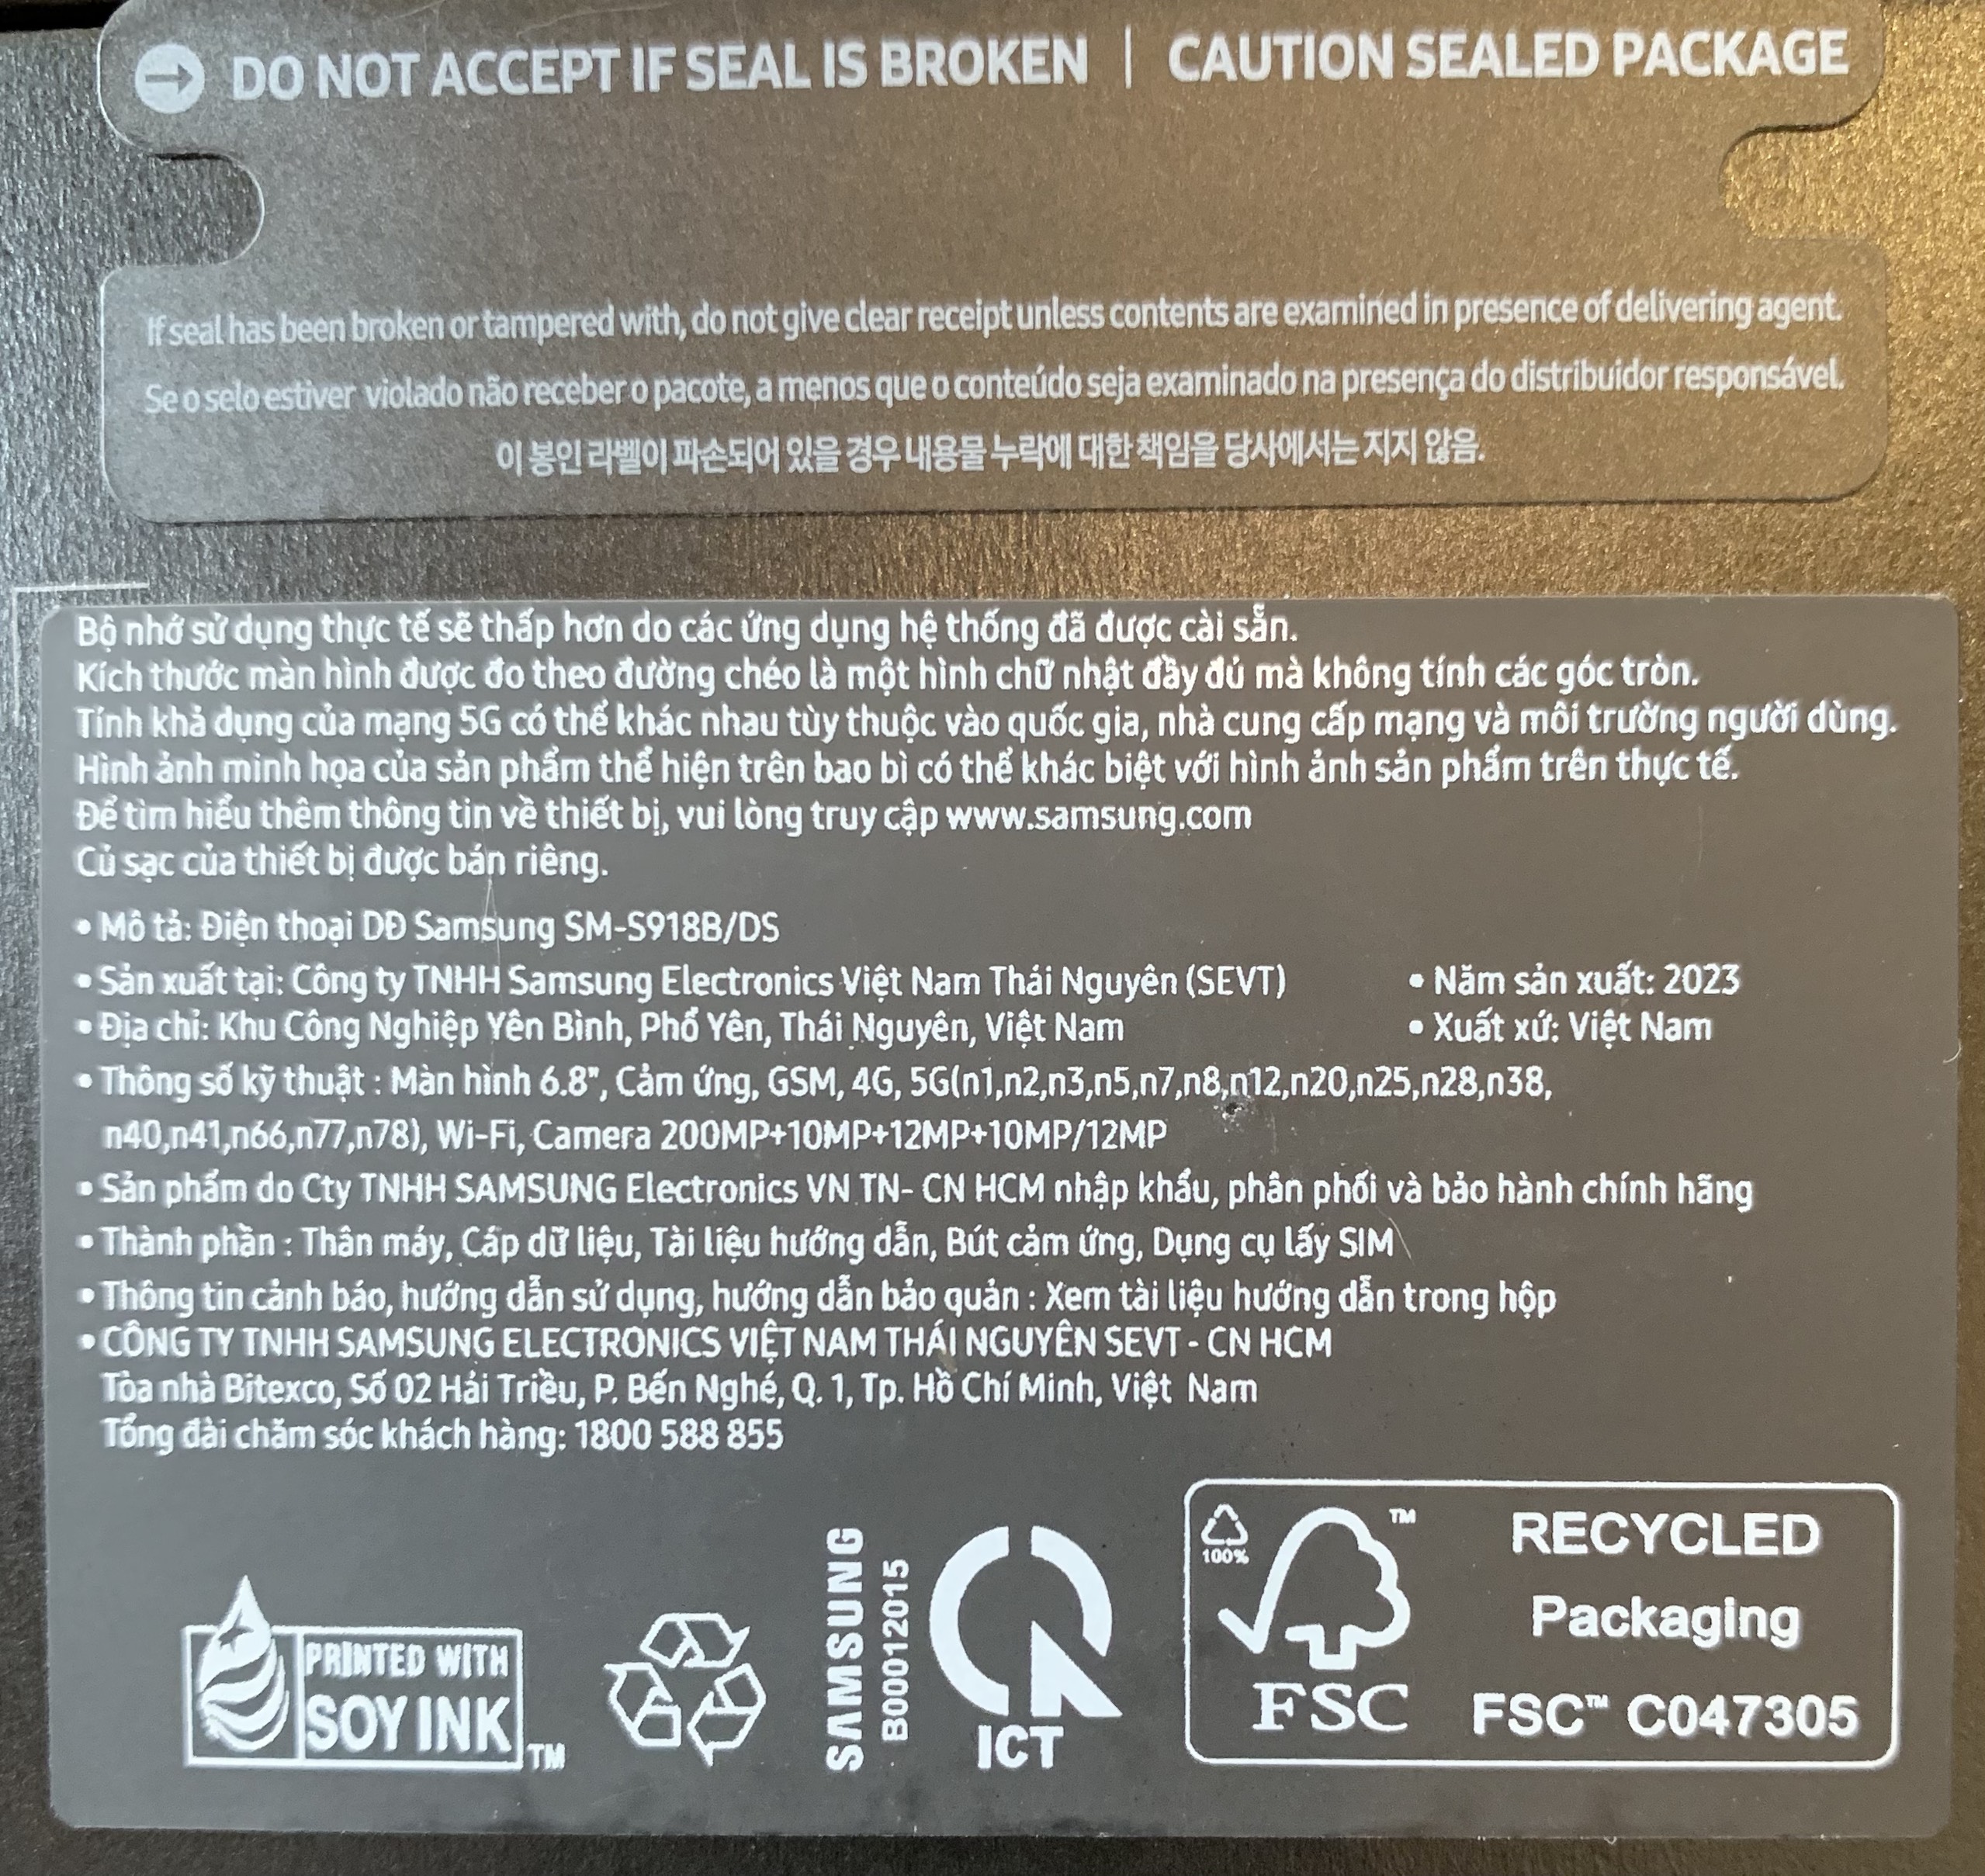 DO NOT ACCEPT IF SEAL IS BROKEN | CAUTION SEALED PACKAGE
If seal has been broken or tampered with, do not give clear receipt unless contents are examined in presence of delivering agent.
Se o selo estiver violado não receber o pacote, a menos que o conteúdo seja examinado na presença do distribuidor responsável.
이 봉인 라벨이 파손되어 있을 경우 내용물 누락에 대한 책임을 당사에서는 지지 않음.
Bộ nhớ sử dụng thực tế sẽ thấp hơn do các ứng dụng hệ thống đã được cài sẵn.
Kích thước màn hình được đo theo đường chéo là một hình chữ nhật đầy đủ mà không tính các góc tròn.
Tính khả dụng của mạng 5G có thể khác nhau tùy thuộc vào quốc gia, nhà cung cấp mạng và môi trường người dùng.
Hình ảnh minh họa của sản phẩm thể hiện trên bao bì có thể khác biệt với hình ảnh sản phẩm trên thực tế.
Để tìm hiểu thêm thông tin về thiết bị, vui lòng truy cập www.samsung.com
Củ sạc của thiết bị được bán riêng.
• Mô tả: Điện thoại DĐ Samsung SM-S918B/DS
• Sản xuất tại: Công ty TNHH Samsung Electronics Việt Nam Thái Nguyên (SEVT) • Năm sản xuất: 2023
• Địa chỉ: Khu Công Nghiệp Yên Bình, Phổ Yên, Thái Nguyên, Việt Nam • Xuất xứ: Việt Nam
• Thông số kỹ thuật : Màn hình 6.8", Cảm ứng, GSM, 4G, 5G(n1,n2,n3,n5,n7,n8,n12,n20,n25,n28,n38,
n40,n41,n66,n77,n78), Wi-Fi, Camera 200MP+10MP+12MP+10MP/12MP
• Sản phẩm do Cty TNHH SAMSUNG Electronics VN TN- CN HCM nhập khẩu, phân phối và bảo hành chính hãng
• Thành phần : Thân máy, Cáp dữ liệu, Tài liệu hướng dẫn, Bút cảm ứng, Dụng cụ lấy SIM
• Thông tin cảnh báo, hướng dẫn sử dụng, hướng dẫn bảo quản : Xem tài liệu hướng dẫn trong hộp
• CÔNG TY TNHH SAMSUNG ELECTRONICS VIỆT NAM THÁI NGUYÊN SEVT - CN HCM
Tòa nhà Bitexco, Số 02 Hải Triều, P. Bến Nghé, Q. 1, Tp. Hồ Chí Minh, Việt Nam
Tổng đài chăm sóc khách hàng: 1800 588 855
PRINTED WITH
SOY INK
TM
SAMSUNG
B00012015
ICT
100%
TM
FSC
RECYCLED
Packaging
FSC™ C047305